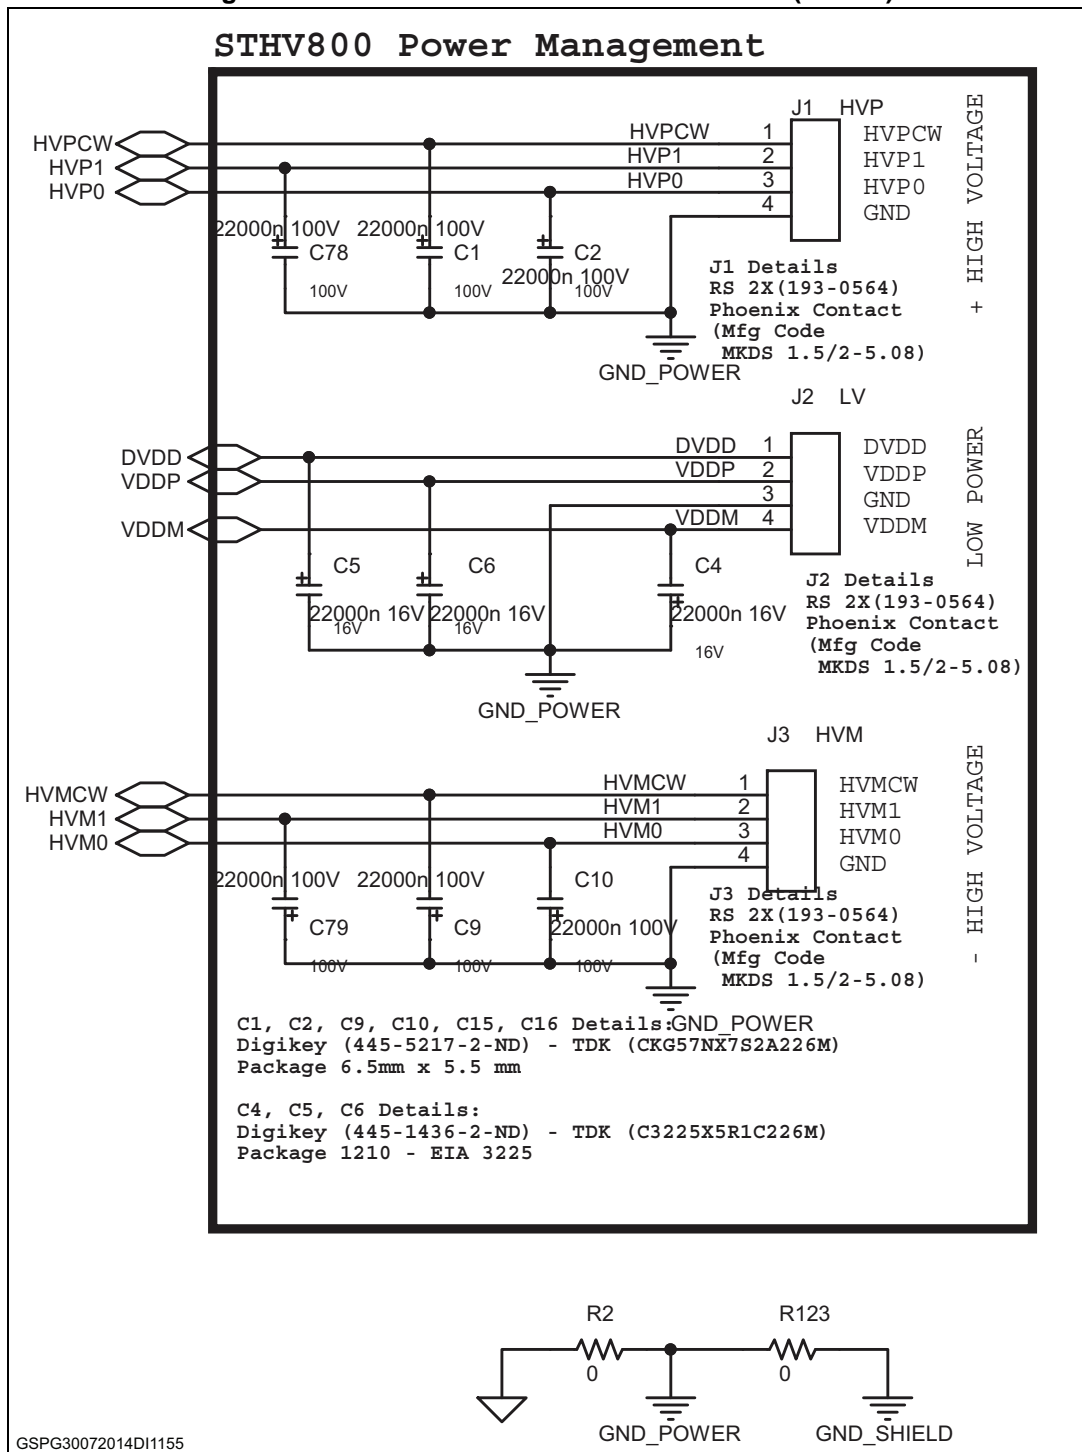 STHV800 Power Management
J1 HVP
HVPCW
HVP1
HVP0
HVPCW 1
HVP1 2
HVP0 3
4
HVPCW
HVP1
HVP0
GND
+ HIGH VOLTAGE
22000n 100V
C78
100V
22000n 100V
C1
100V
C2
22000n 100V
100V
J1 Details
RS 2X(193-0564)
Phoenix Contact
(Mfg Code
MKDS 1.5/2-5.08)
GND_POWER
J2 LV
DVDD
VDDP
VDDM
DVDD 1
VDDP 2
3
VDDM 4
DVDD
VDDP
GND
VDDM
LOW POWER
C5
22000n 16V
16V
C6
22000n 16V
16V
C4
22000n 16V
16V
J2 Details
RS 2X(193-0564)
Phoenix Contact
(Mfg Code
MKDS 1.5/2-5.08)
GND_POWER
J3 HVM
HVMCW
HVM1
HVM0
HVMCW 1
HVM1 2
HVM0 3
4
HVMCW
HVM1
HVM0
GND
- HIGH VOLTAGE
22000n 100V
C79
100V
22000n 100V
C9
100V
C10
22000n 100V
100V
J3 Details
RS 2X(193-0564)
Phoenix Contact
(Mfg Code
MKDS 1.5/2-5.08)
GND_POWER
C1, C2, C9, C10, C15, C16 Details:
Digikey (445-5217-2-ND) - TDK (CKG57NX7S2A226M)
Package 6.5mm x 5.5 mm
C4, C5, C6 Details:
Digikey (445-1436-2-ND) - TDK (C3225X5R1C226M)
Package 1210 - EIA 3225
R2
0
R123
0
GND_POWER
GND_SHIELD
GSPG30072014DI1155